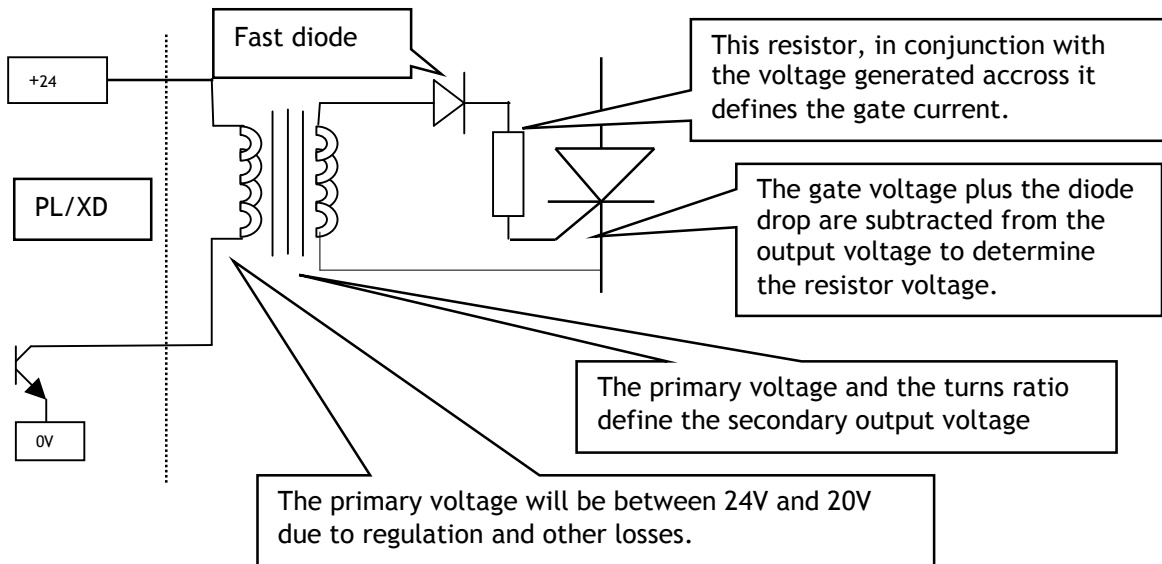 Fast diode
This resistor, in conjunction with
the voltage generated accross it
defines the gate current.
+24
The gate voltage plus the diode
drop are subtracted from the
output voltage to determine
the resistor voltage.
PL/XD
The primary voltage and the turns ratio
define the secondary output voltage
0V
The primary voltage will be between 24V and 20V
due to regulation and other losses.